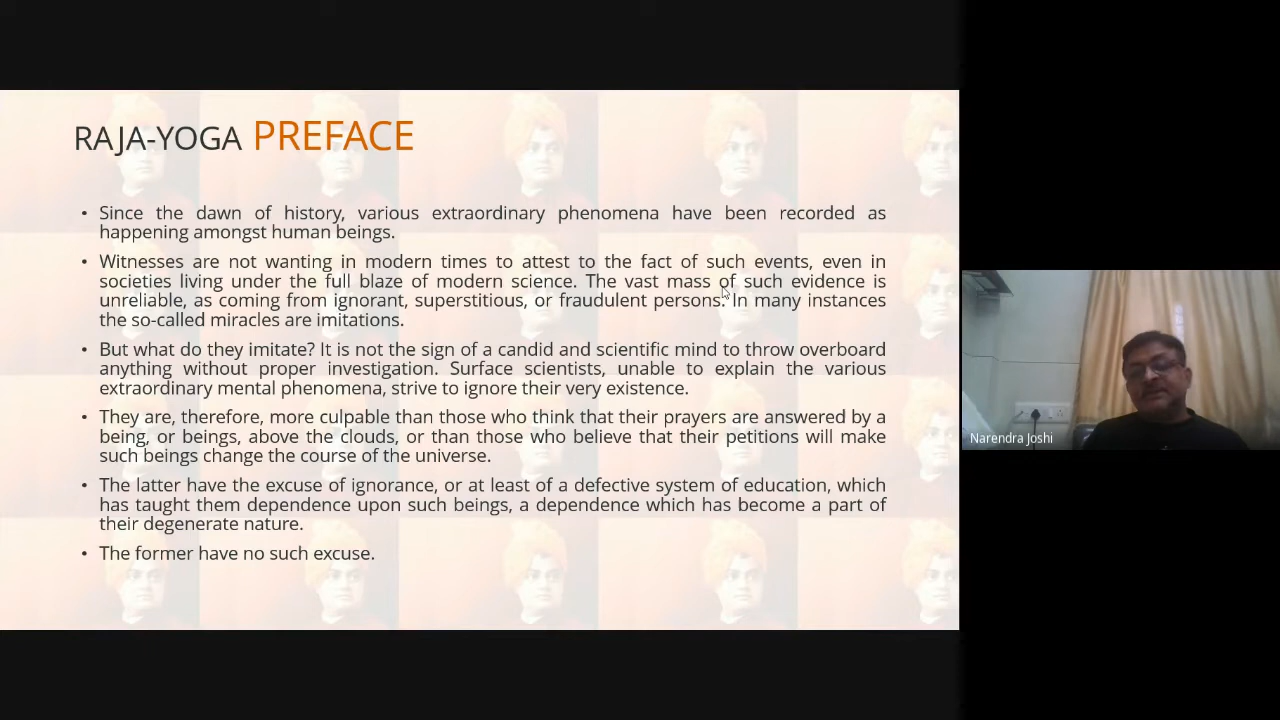 RAJA-YOGA PREFACE
• Since the dawn of history, various extraordinary phenomena have been recorded as
happening amongst human beings.
• Witnesses are not wanting in modern times to attest to the fact of such events, even in
societies living under the full blaze of modern science. The vast mass of such evidence is
unreliable, as coming from ignorant, superstitious, or fraudulent persons. In many instances
the so-called miracles are imitations.
• But what do they imitate? It is not the sign of a candid and scientific mind to throw overboard
anything without proper investigation. Surface scientists, unable to explain the various
extraordinary mental phenomena, strive to ignore their very existence.
• They are, therefore, more culpable than those who think that their prayers are answered by a
being, or beings, above the clouds, or than those who believe that their petitions will make
such beings change the course of the universe.
• The latter have the excuse of ignorance, or at least of a defective system of education, which
has taught them dependence upon such beings, a dependence which has become a part of
their degenerate nature.
• The former have no such excuse.
Narendra Joshi